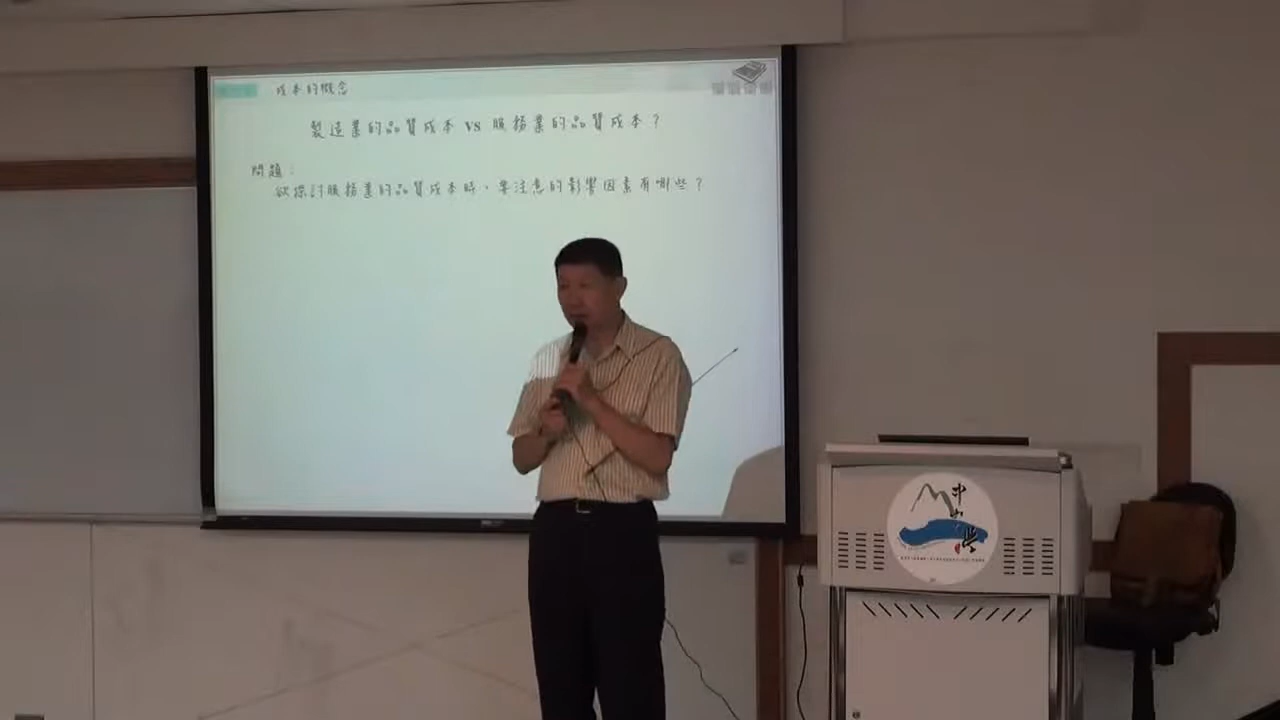 成本的概念
製造業的品質成本 VS 服務業的品質成本？
問題：
欲探討服務業的品質成本時，要注意的影響因素有哪些？
中山學